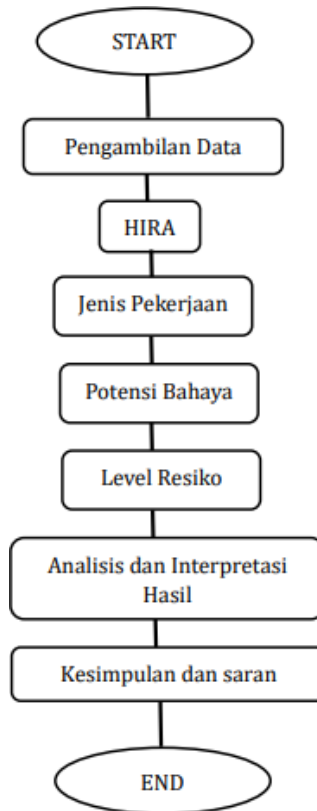 START
Pengambilan Data
HIRA
Jenis Pekerjaan
Potensi Bahaya
Level Resiko
Analisis dan Interpretasi
Hasil
Kesimpulan dan saran
END